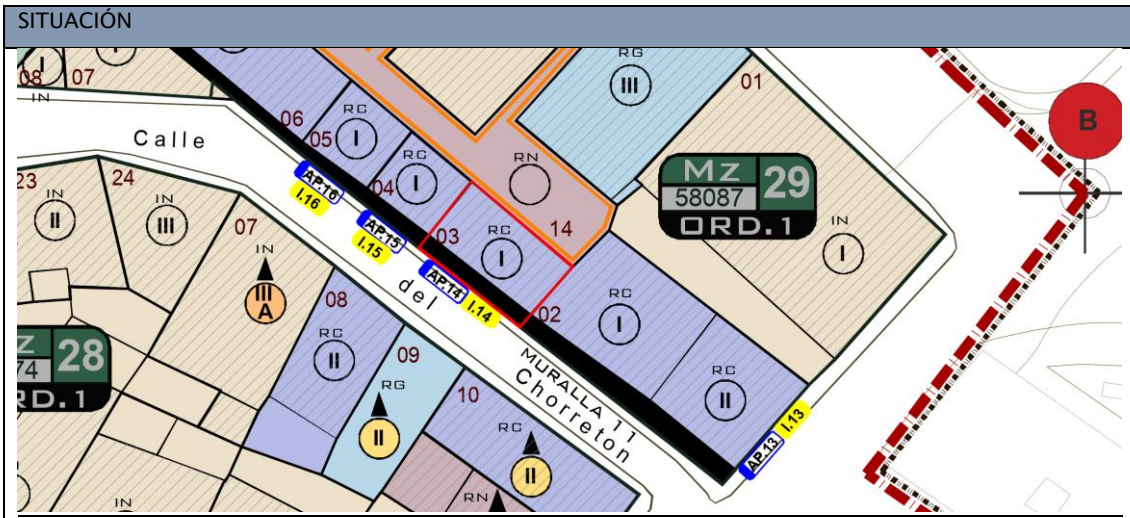 SITUACIÓN
08
07
I
I
RG
III
01
B
IN
Calle
06
05
RC
I
RC
I
04
RN
Mz
58087
29
ORD.1
23
24
IN
II
IN
III
AP.16
I.16
AP.15
I.15
03
RC
I
14
IN
I
07
IN
III
A
AP.14
I.14
del
02
RC
I
08
RC
II
09
RG
II
MURALLA 11
Chorreton
RC
II
28
74
RD.1
10
RC
II
AP.13
I.13
IN
RN